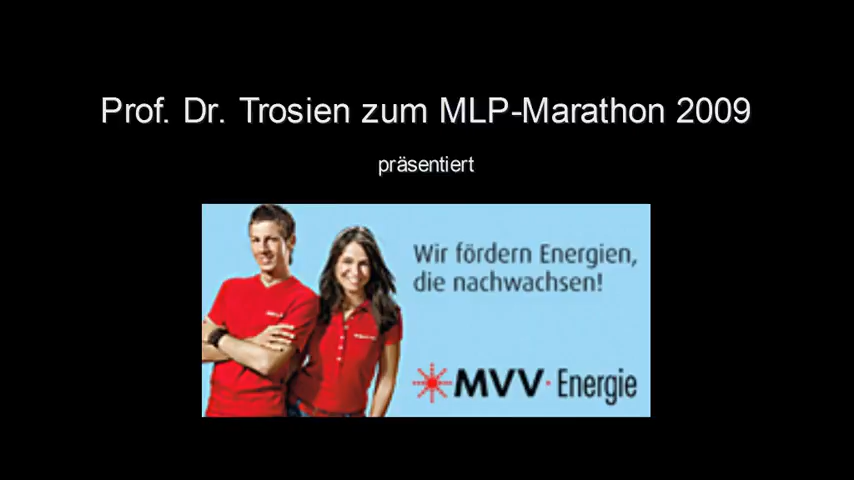 Prof. Dr. Trosien zum MLP-Marathon 2009
präsentiert
Wir fördern Energien,
die nachwachsen!
MVV Energie